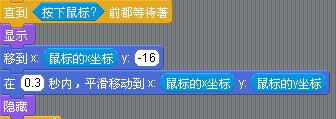 直到 按下鼠标? 前都等待著
显示
移到 x: 鼠标的x坐标 y: -16
在 0.3 秒内，平滑移动到 x: 鼠标的x坐标 y: 鼠标的y坐标
隐藏